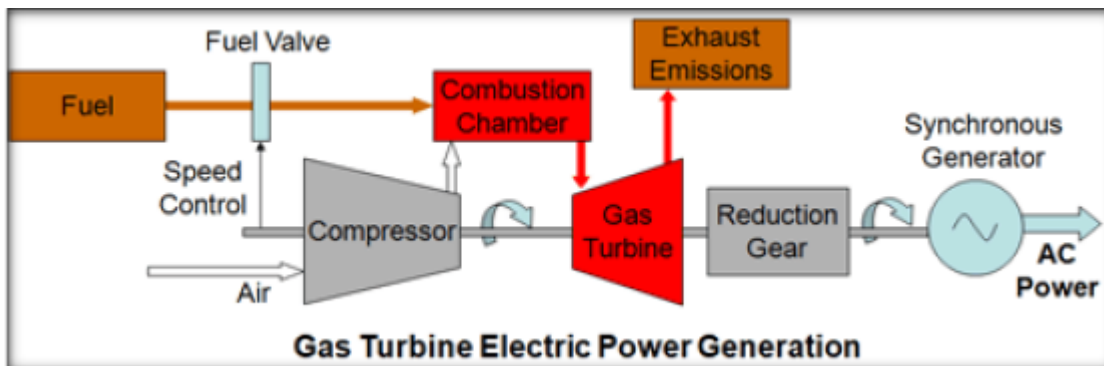 Fuel Valve
Fuel
Combustion
Chamber
Exhaust
Emissions
Synchronous
Generator
Speed
Control
Compressor
Gas
Turbine
Reduction
Gear
Air
AC
Power
Gas Turbine Electric Power Generation